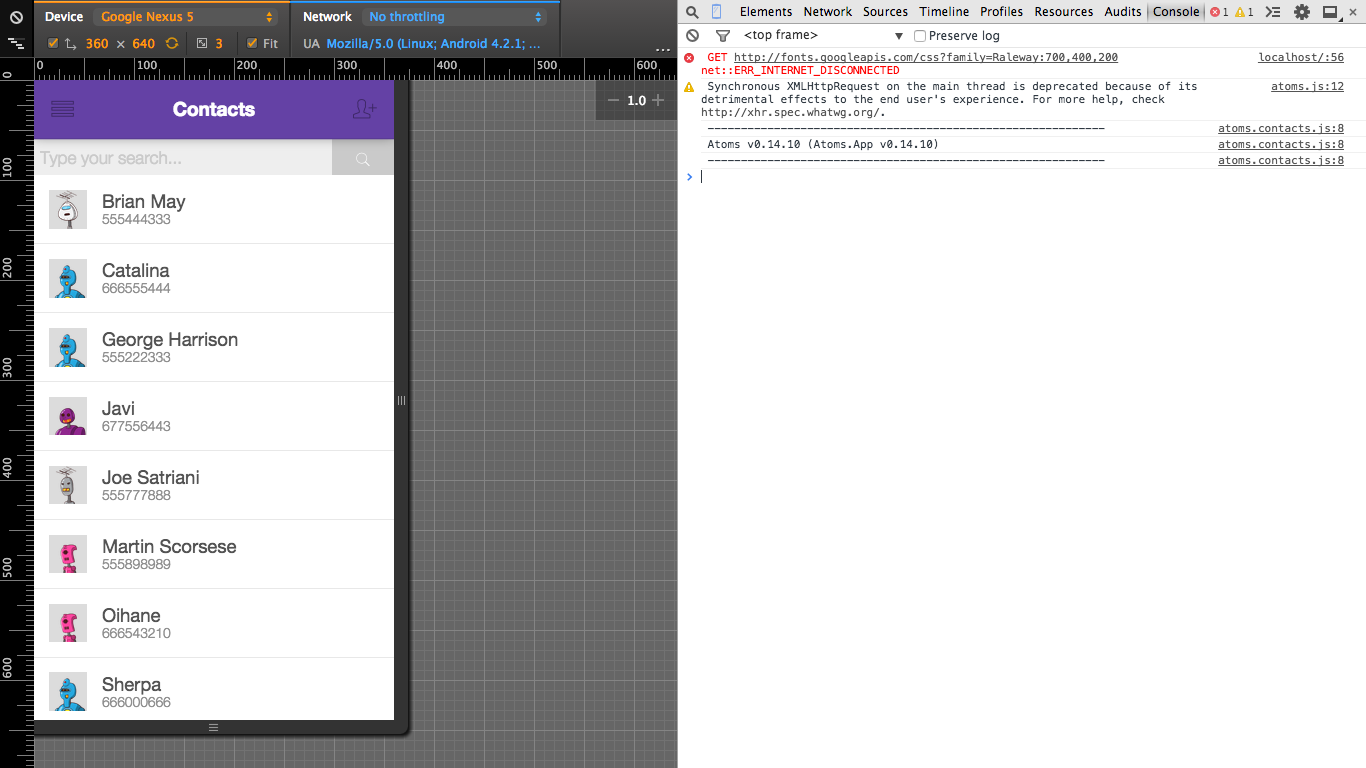 Device Google Nexus 5
360 × 640 3 Fit
Network No throttling
UA Mozilla/5.0 (Linux; Android 4.2.1; ...
...
0 100 200 300 400 500 600
0
100
200
300
400
500
600
1.0
Contacts
Type your search...
Brian May
555444333
Catalina
666555444
George Harrison
555222333
Javi
677556443
Joe Satriani
555777888
Martin Scorsese
555898989
Oihane
666543210
Sherpa
666000666
Elements Network Sources Timeline Profiles Resources Audits Console 1 1
<top frame> Preserve log
GET http://fonts.googleapis.com/css?family=Raleway:700,400,200 localhost/:56
net::ERR_INTERNET_DISCONNECTED
Synchronous XMLHttpRequest on the main thread is deprecated because of its atoms.js:12
detrimental effects to the end user's experience. For more help, check
http://xhr.spec.whatwg.org/.
------------------------------------------------------------ atoms.contacts.js:8
Atoms v0.14.10 (Atoms.App v0.14.10) atoms.contacts.js:8
------------------------------------------------------------ atoms.contacts.js:8